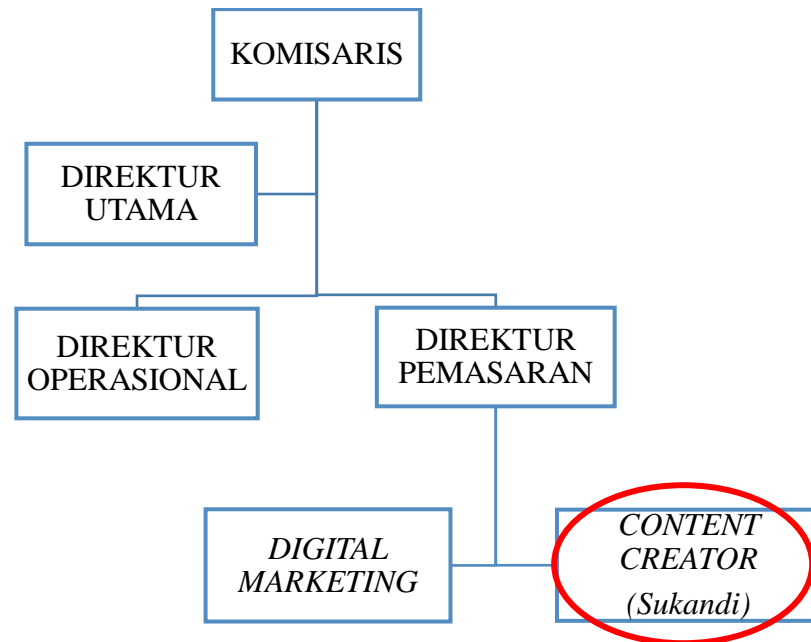 KOMISARIS
DIREKTUR
UTAMA
DIREKTUR
OPERASIONAL
DIREKTUR
PEMASARAN
DIGITAL
MARKETING
CONTENT
CREATOR
(Sukandi)